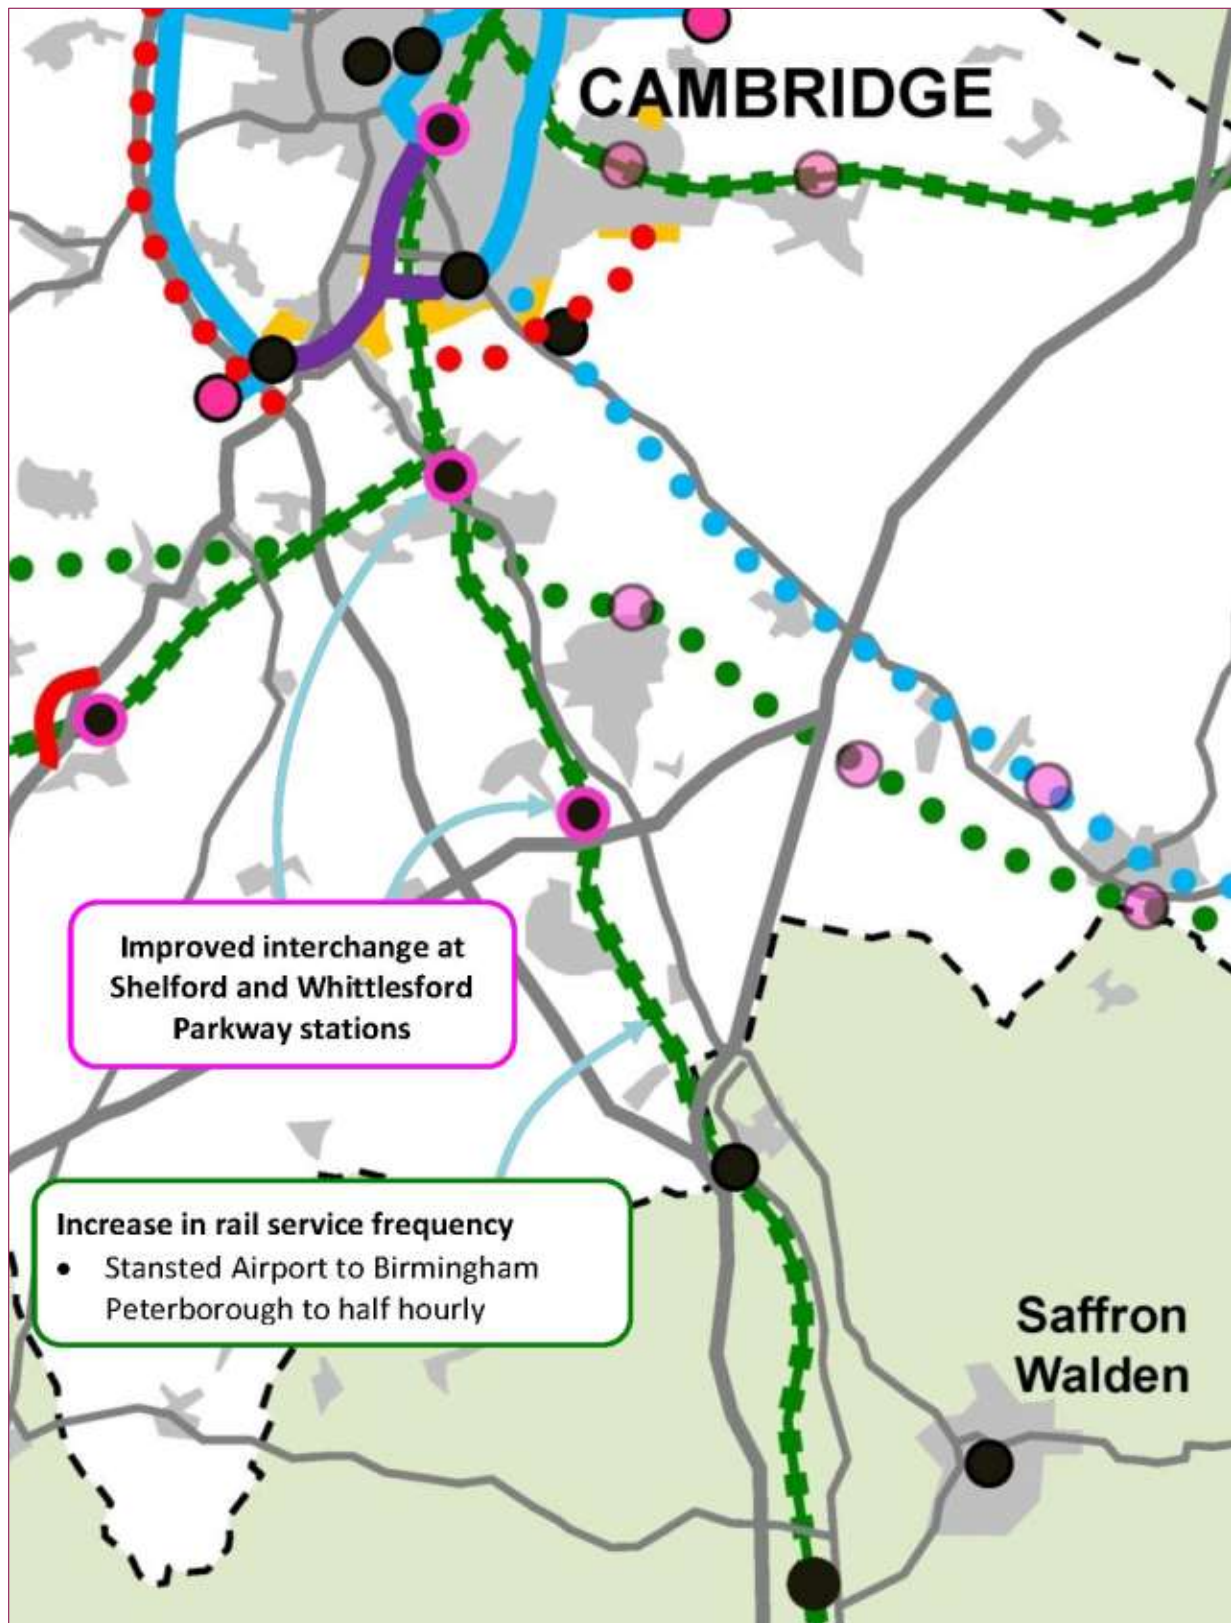 CAMBRIDGE
Improved interchange at
Shelford and Whittlesford
Parkway stations
Increase in rail service frequency
• Stansted Airport to Birmingham
Peterborough to half hourly
Saffron
Walden